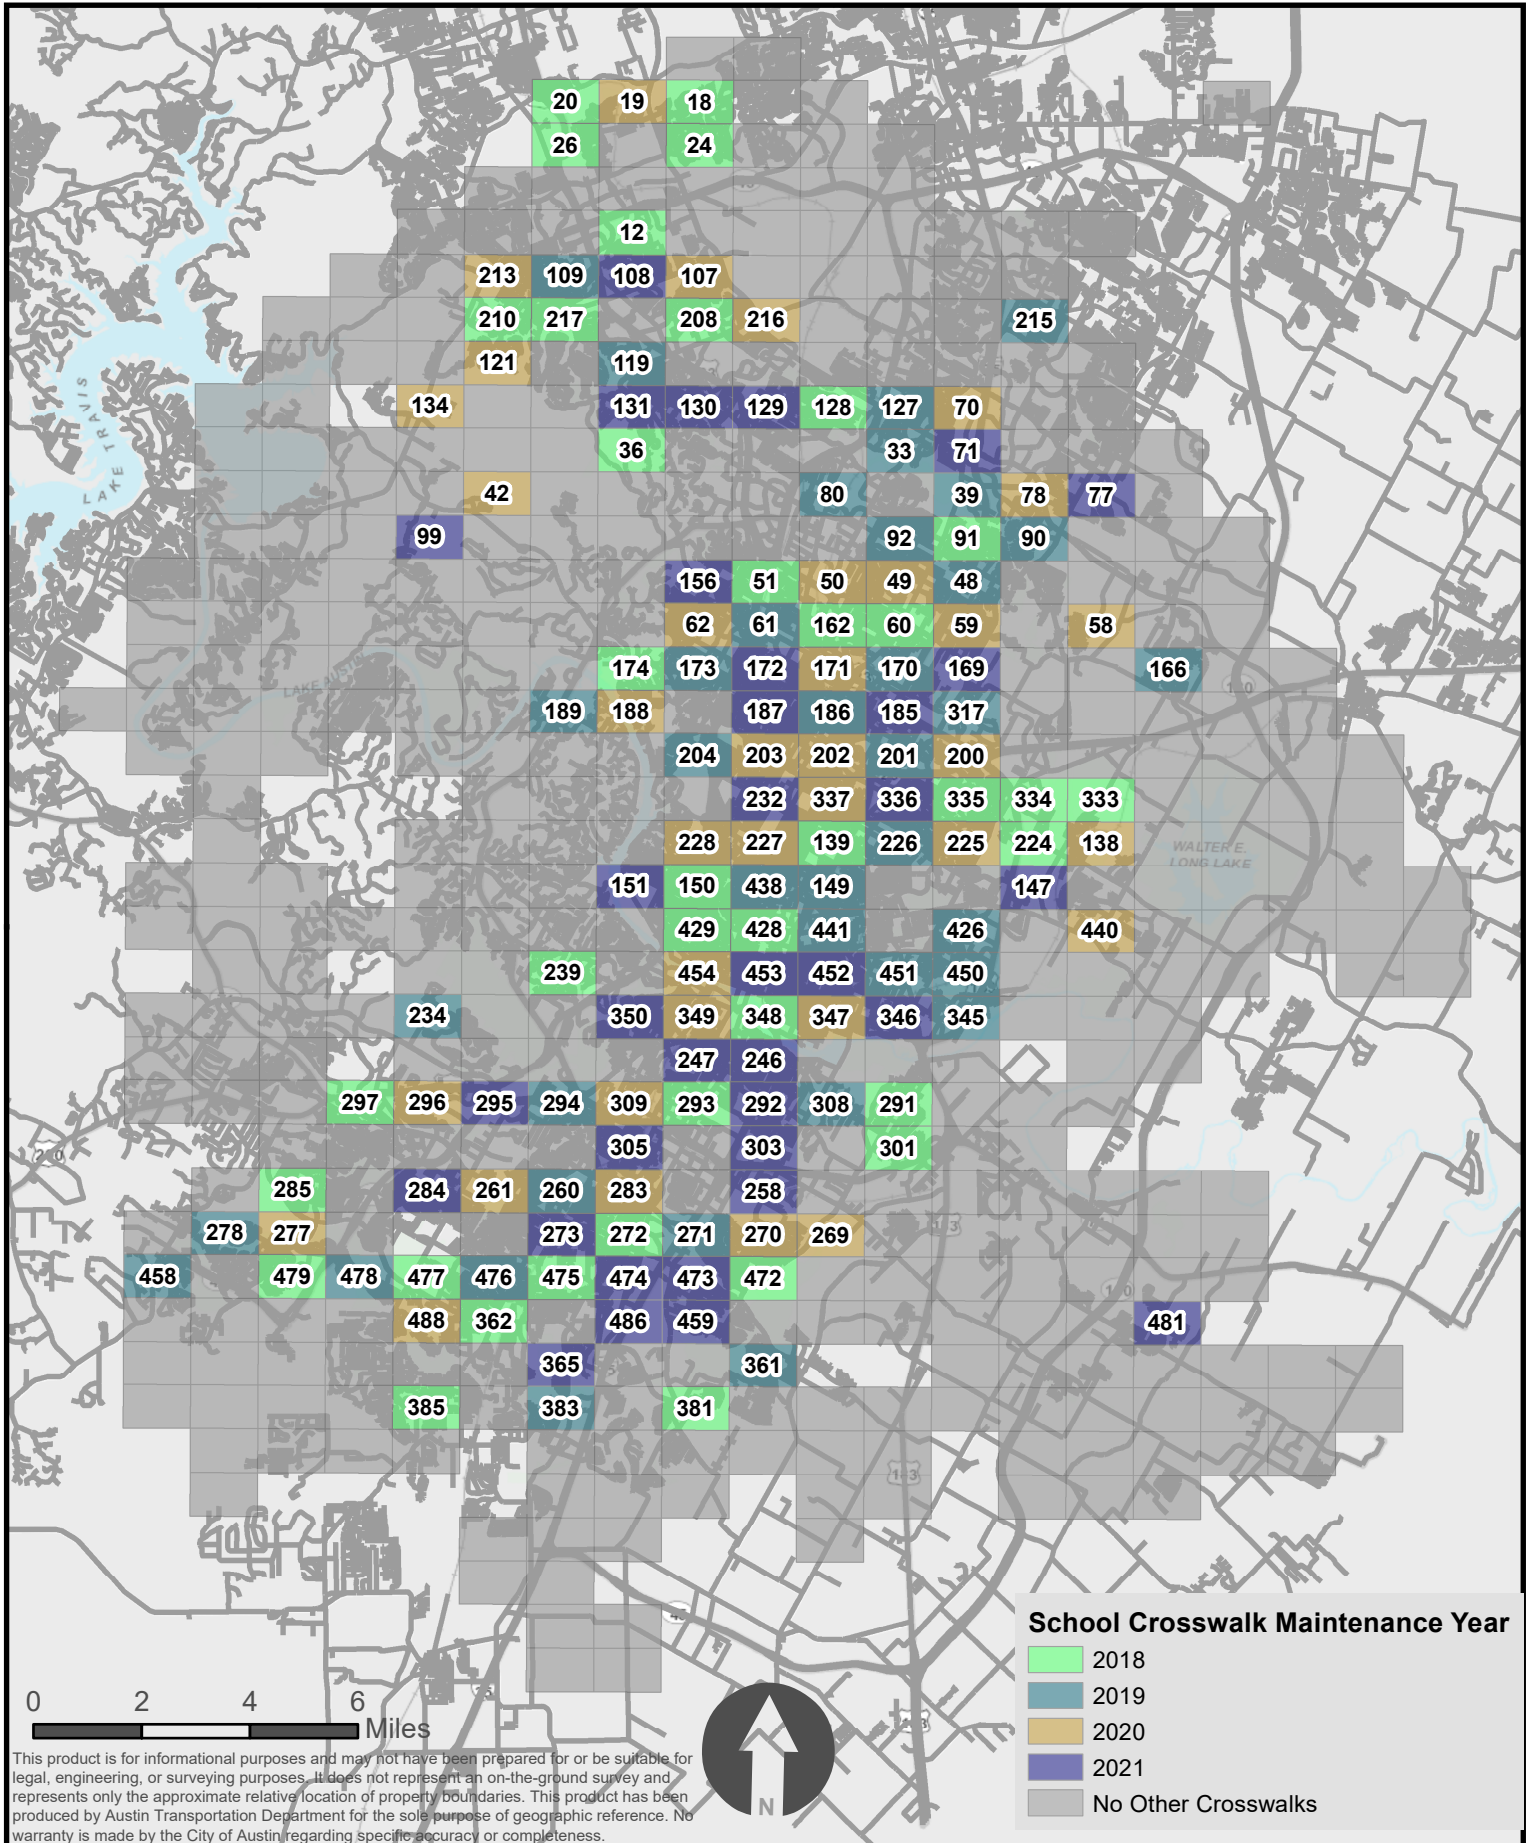 20 19 18
26 24
12
213 109 108 107
210 217 208 216 215
121 119
134 131 130 129 128 127 70
LAKE TRAVIS
36 33 71
42 80 39 78 77
99 92 91 90
156 51 50 49 48
62 61 162 60 59 58
174 173 172 171 170 169 166
LAKE AUSTIN
189 188 187 186 185 317
204 203 202 201 200
232 337 336 335 334 333
228 227 139 226 225 224 138
WALTER E.
LONG LAKE
151 150 438 149 147
429 428 441 426 440
239 454 453 452 451 450
234 350 349 348 347 346 345
247 246
297 296 295 294 309 293 292 308 291
305 303 301
285 284 261 260 283 258
278 277 273 272 271 270 269
458 479 478 477 476 475 474 473 472
488 362 486 459 481
365 361
385 383 381
183
School Crosswalk Maintenance Year
2018
2019
2020
2021
No Other Crosswalks
0 2 4 6
Miles
N
This product is for informational purposes and may not have been prepared for or be suitable for
legal, engineering, or surveying purposes. It does not represent an on-the-ground survey and
represents only the approximate relative location of property boundaries. This product has been
produced by Austin Transportation Department for the sole purpose of geographic reference. No
warranty is made by the City of Austin regarding specific accuracy or completeness.